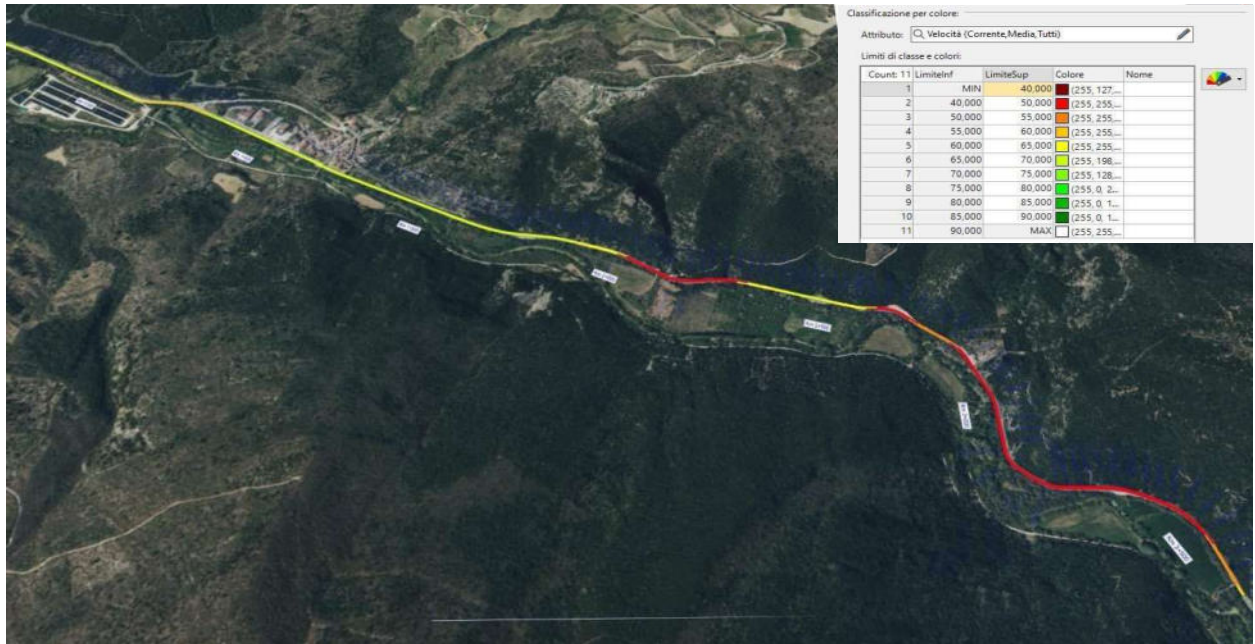 Classificazione per colore:
Attributo: Velocità (Corrente,Media,Tutti)
Limiti di classe e colori:
Count: 11 LimiteInf LimiteSup Colore Nome
1 MIN 40,000 (255, 127,...
2 40,000 50,000 (255, 255,...
3 50,000 55,000 (255, 255,...
4 55,000 60,000 (255, 255,...
5 60,000 65,000 (255, 255,...
6 65,000 70,000 (255, 198,...
7 70,000 75,000 (255, 128,...
8 75,000 80,000 (255, 0, 2...
9 80,000 85,000 (255, 0, 1...
10 85,000 90,000 (255, 0, 1...
11 90,000 MAX (255, 255,...